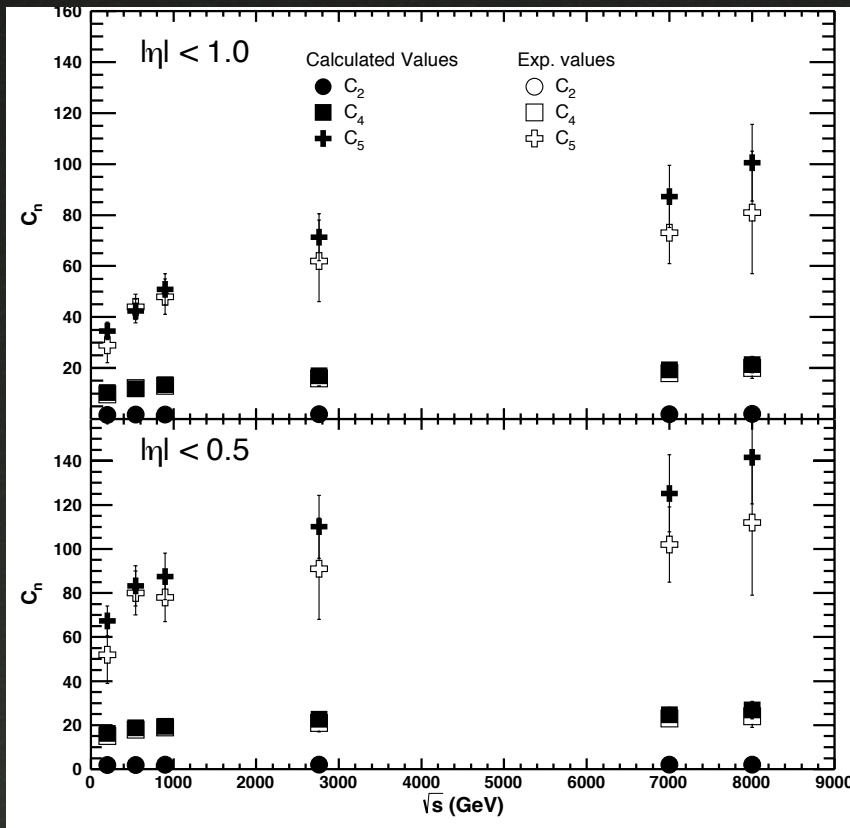 160
|η| < 1.0
Calculated Values
Exp. values
C2
C2
140
C4
C4
C5
C5
120
100
80
60
40
20
Cn
|η| < 0.5
140
120
100
80
60
40
20
0
Cn
0 1000 2000 3000 4000 5000 6000 7000 8000 9000
√s (GeV)